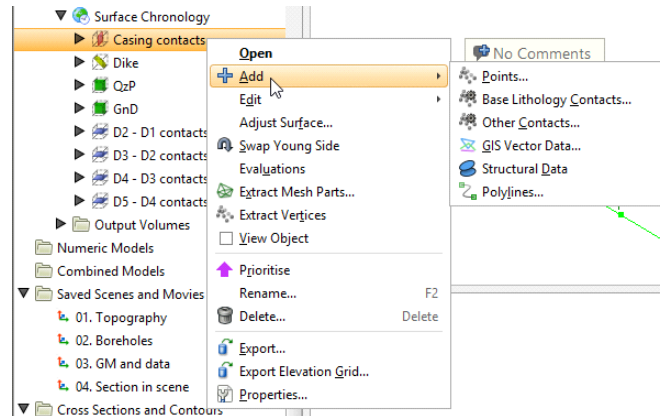 Surface Chronology
Casing contacts
Dike
QzP
GnD
D2 - D1 contacts
D3 - D2 contacts
D4 - D3 contacts
D5 - D4 contacts
Output Volumes
Numeric Models
Combined Models
Saved Scenes and Movies
01. Topography
02. Boreholes
03. GM and data
04. Section in scene
Cross Sections and Contours
Open
Add
Edit
Adjust Surface...
Swap Young Side
Evaluations
Extract Mesh Parts...
Extract Vertices
View Object
Prioritise
Rename... F2
Delete... Delete
Export...
Export Elevation Grid...
Properties...
No Comments
Points...
Base Lithology Contacts...
Other Contacts...
GIS Vector Data...
Structural Data
Polylines...